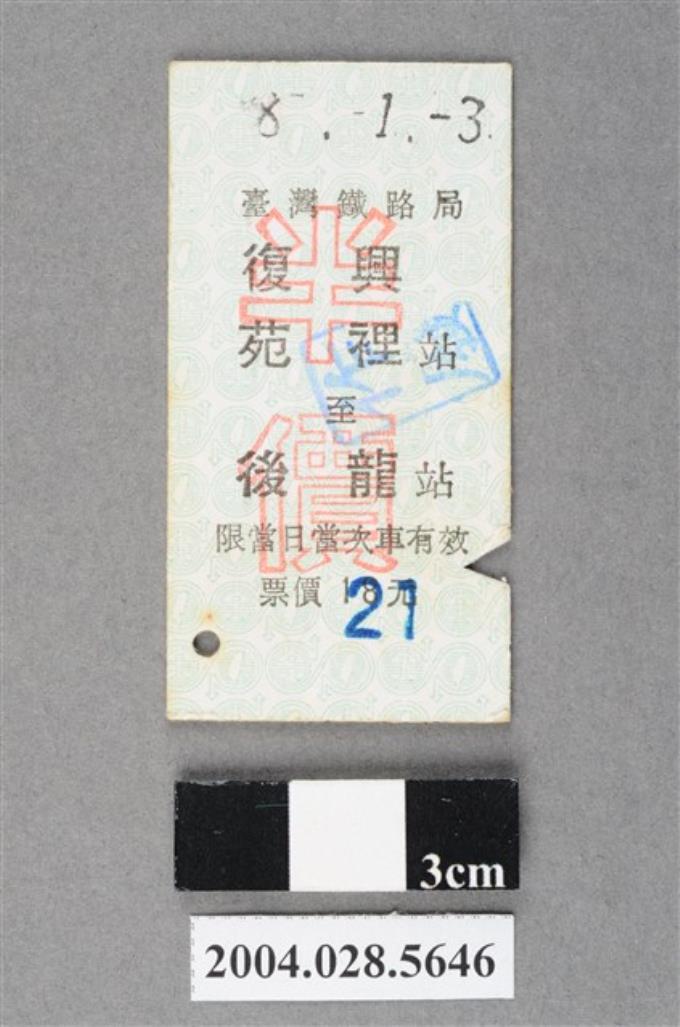 8 .-1.-3.
臺灣鐵路局
復興
苑裡站
至
後龍站
限當日當次車有效
票價 18元
21
半價
3cm
2004.028.5646